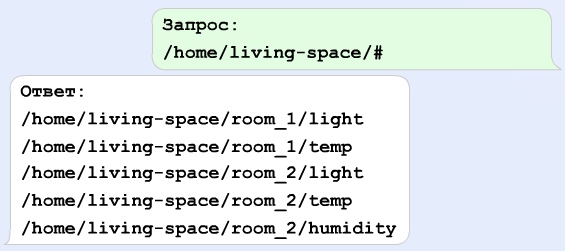 Запрос:
/home/living-space/#
Ответ:
/home/living-space/room_1/light
/home/living-space/room_1/temp
/home/living-space/room_2/light
/home/living-space/room_2/temp
/home/living-space/room_2/humidity